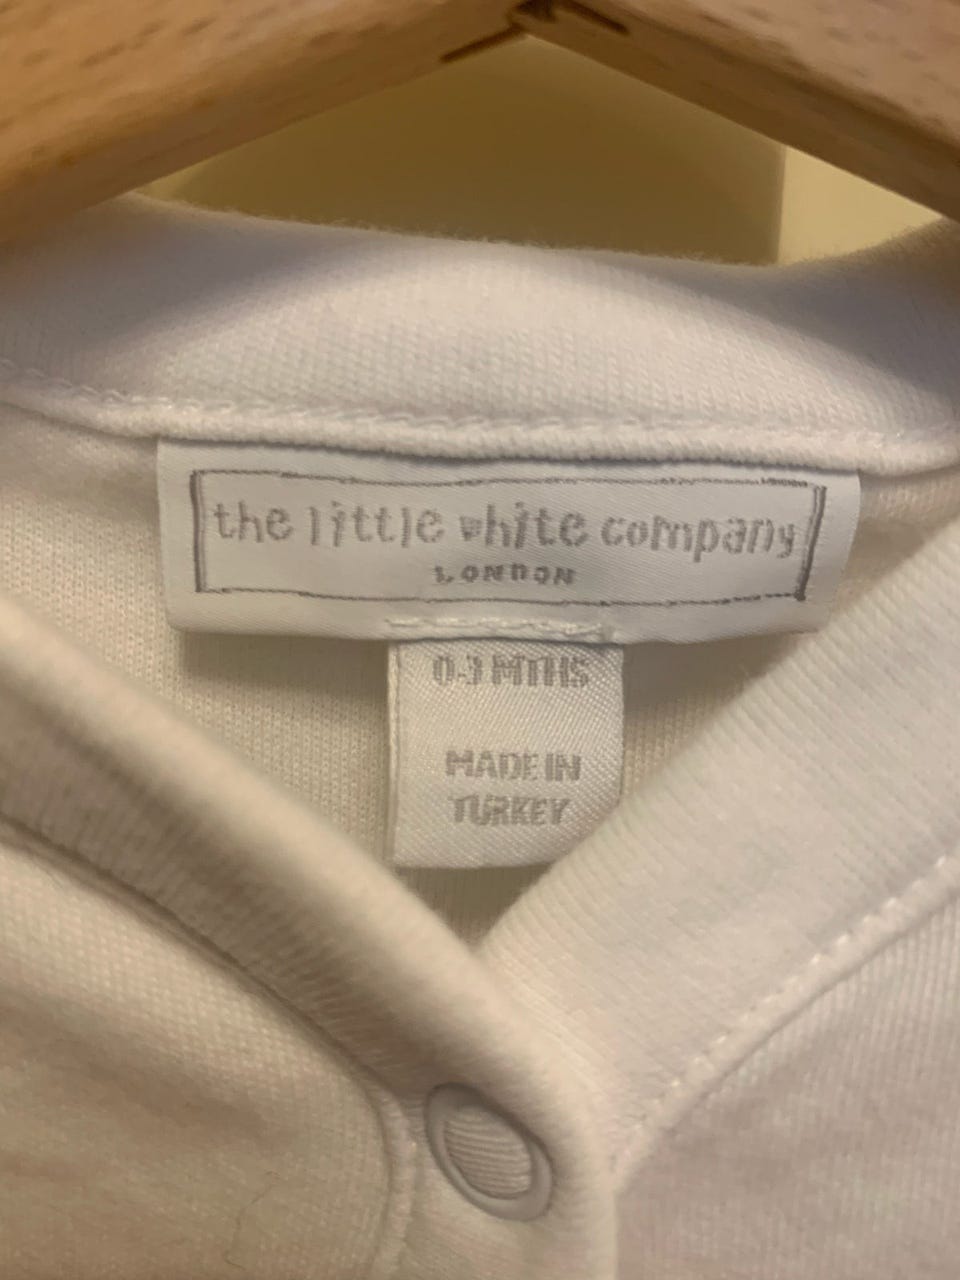 the little white company
LONDON
0-3 MTHS
MADE IN
TURKEY